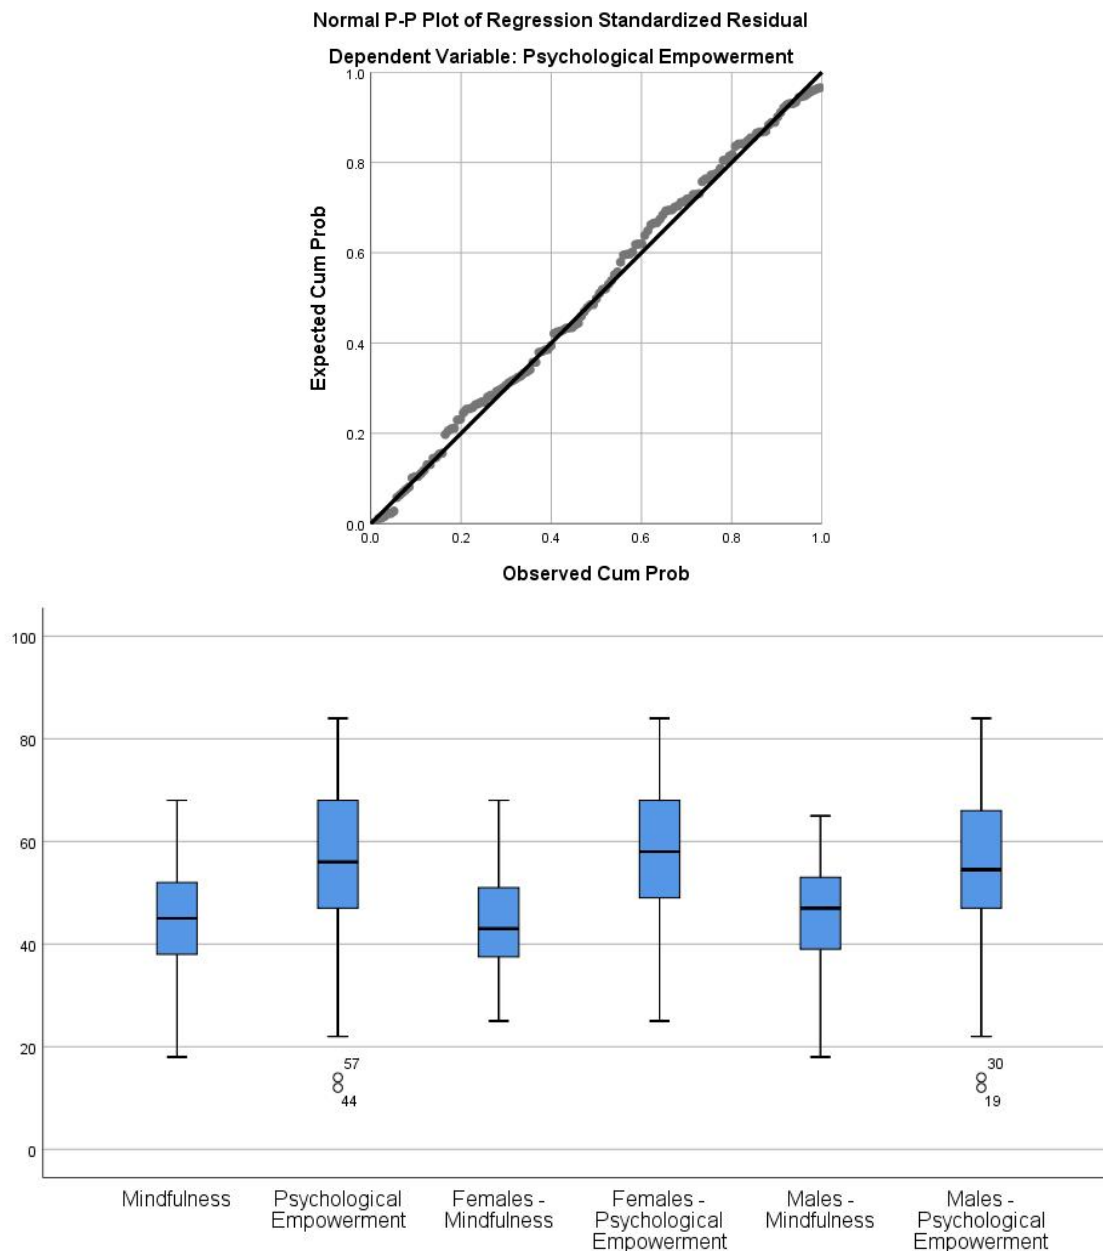 Normal P-P Plot of Regression Standardized Residual
Dependent Variable: Psychological Empowerment
1.0
0.8
0.6
0.4
0.2
0.0
Expected Cum Prob
0.0 0.2 0.4 0.6 0.8 1.0
Observed Cum Prob
100
80
60
40
20
0
57
44
30
19
Mindfulness
Psychological
Empowerment
Females -
Mindfulness
Females -
Psychological
Empowerment
Males -
Mindfulness
Males -
Psychological
Empowerment